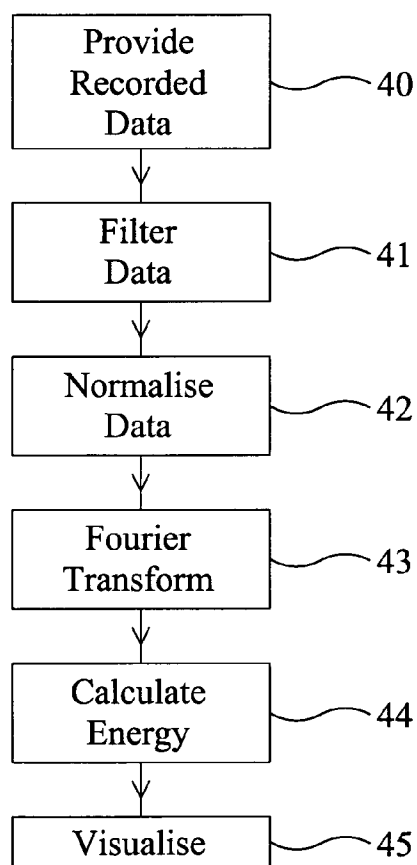 Provide
Recorded
Data
40
Filter
Data
41
Normalise
Data
42
Fourier
Transform
43
Calculate
Energy
44
Visualise
45